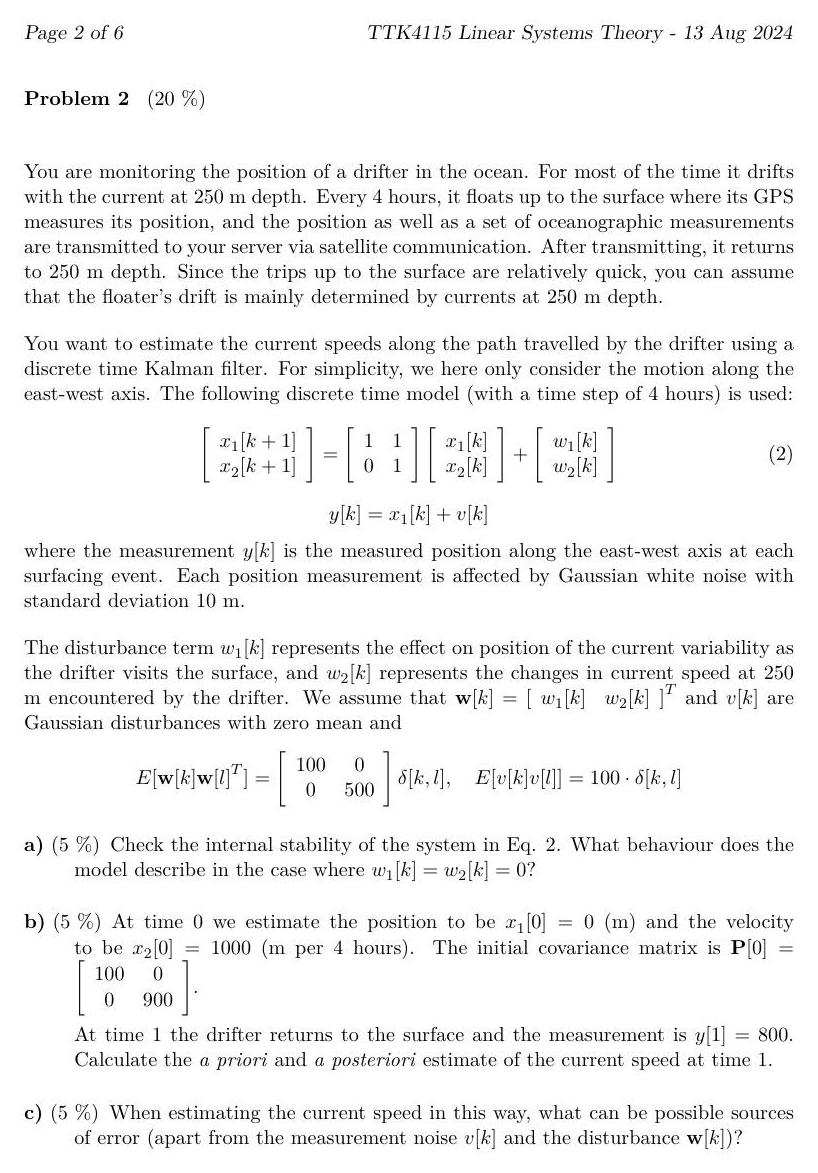 Page 2 of 6 TTK4115 Linear Systems Theory - 13 Aug 2024
Problem 2 (20 %)
You are monitoring the position of a drifter in the ocean. For most of the time it drifts
with the current at 250 m depth. Every 4 hours, it floats up to the surface where its GPS
measures its position, and the position as well as a set of oceanographic measurements
are transmitted to your server via satellite communication. After transmitting, it returns
to 250 m depth. Since the trips up to the surface are relatively quick, you can assume
that the floater's drift is mainly determined by currents at 250 m depth.
You want to estimate the current speeds along the path travelled by the drifter using a
discrete time Kalman filter. For simplicity, we here only consider the motion along the
east-west axis. The following discrete time model (with a time step of 4 hours) is used:
[ x₁[k + 1] ; x₂[k + 1] ] = [ 1 1 ; 0 1 ] [ x₁[k] ; x₂[k] ] + [ w₁[k] ; w₂[k] ] (2)
y[k] = x₁[k] + v[k]
where the measurement y[k] is the measured position along the east-west axis at each
surfacing event. Each position measurement is affected by Gaussian white noise with
standard deviation 10 m.
The disturbance term w₁[k] represents the effect on position of the current variability as
the drifter visits the surface, and w₂[k] represents the changes in current speed at 250
m encountered by the drifter. We assume that w[k] = [ w₁[k] w₂[k] ]ᵀ and v[k] are
Gaussian disturbances with zero mean and
E[w[k]w[l]ᵀ] = [ 100 0 ; 0 500 ] δ[k, l], E[v[k]v[l]] = 100 · δ[k, l]
a) (5 %) Check the internal stability of the system in Eq. 2. What behaviour does the
model describe in the case where w₁[k] = w₂[k] = 0?
b) (5 %) At time 0 we estimate the position to be x₁[0] = 0 (m) and the velocity
to be x₂[0] = 1000 (m per 4 hours). The initial covariance matrix is P[0] =
[ 100 0 ; 0 900 ].
At time 1 the drifter returns to the surface and the measurement is y[1] = 800.
Calculate the a priori and a posteriori estimate of the current speed at time 1.
c) (5 %) When estimating the current speed in this way, what can be possible sources
of error (apart from the measurement noise v[k] and the disturbance w[k])?